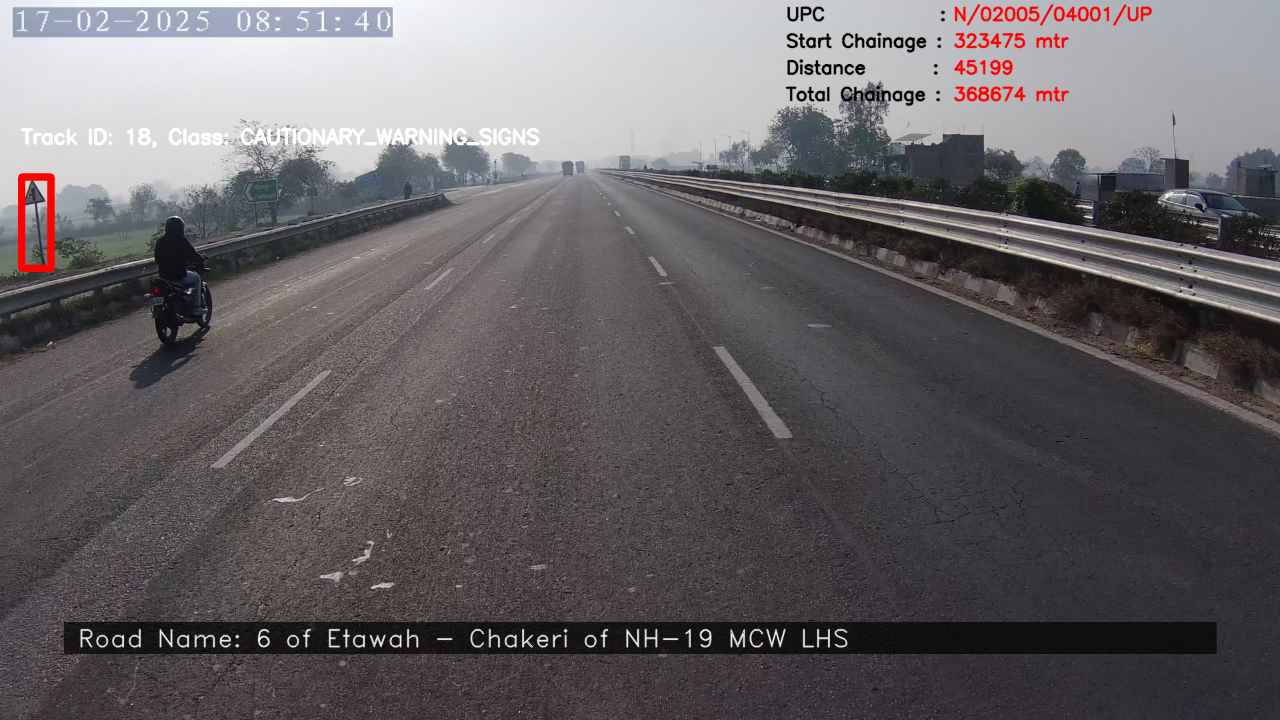 17-02-2025 08:51:40
UPC : N/02005/04001/UP
Start Chainage : 323475 mtr
Distance : 45199
Total Chainage : 368674 mtr
Track ID: 18, Class: CAUTIONARY_WARNING_SIGNS
Road Name: 6 of Etawah - Chakeri of NH-19 MCW LHS